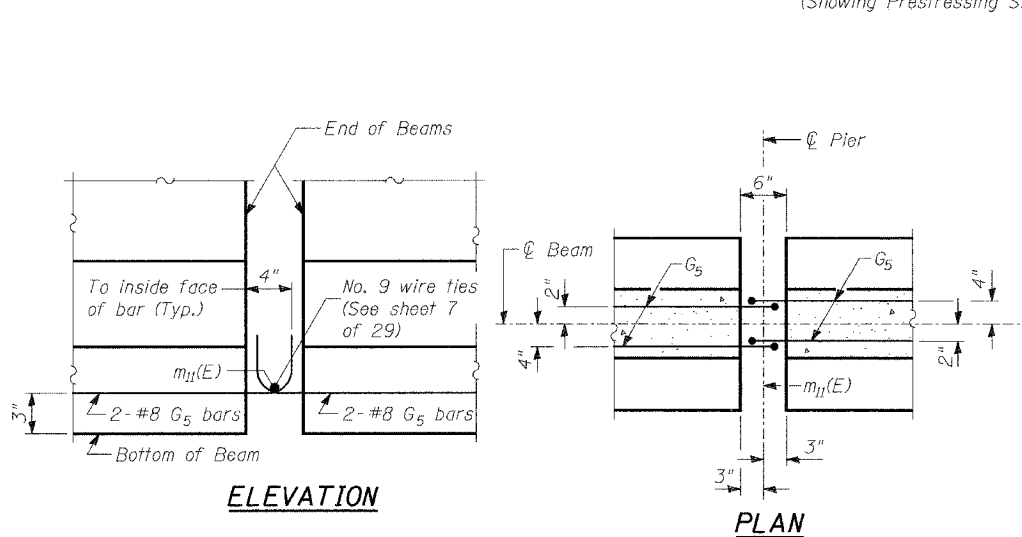 (Showing Prestressing S
End of Beams
To inside face
of bar (Typ.)
4"
No. 9 wire ties
(See sheet 7
of 29)
m11(E)
3"
2-#8 G5 bars
2-#8 G5 bars
Bottom of Beam
ELEVATION
℄ Pier
6"
℄ Beam
2"
4"
G5
G5
4"
2"
m11(E)
3"
3"
PLAN